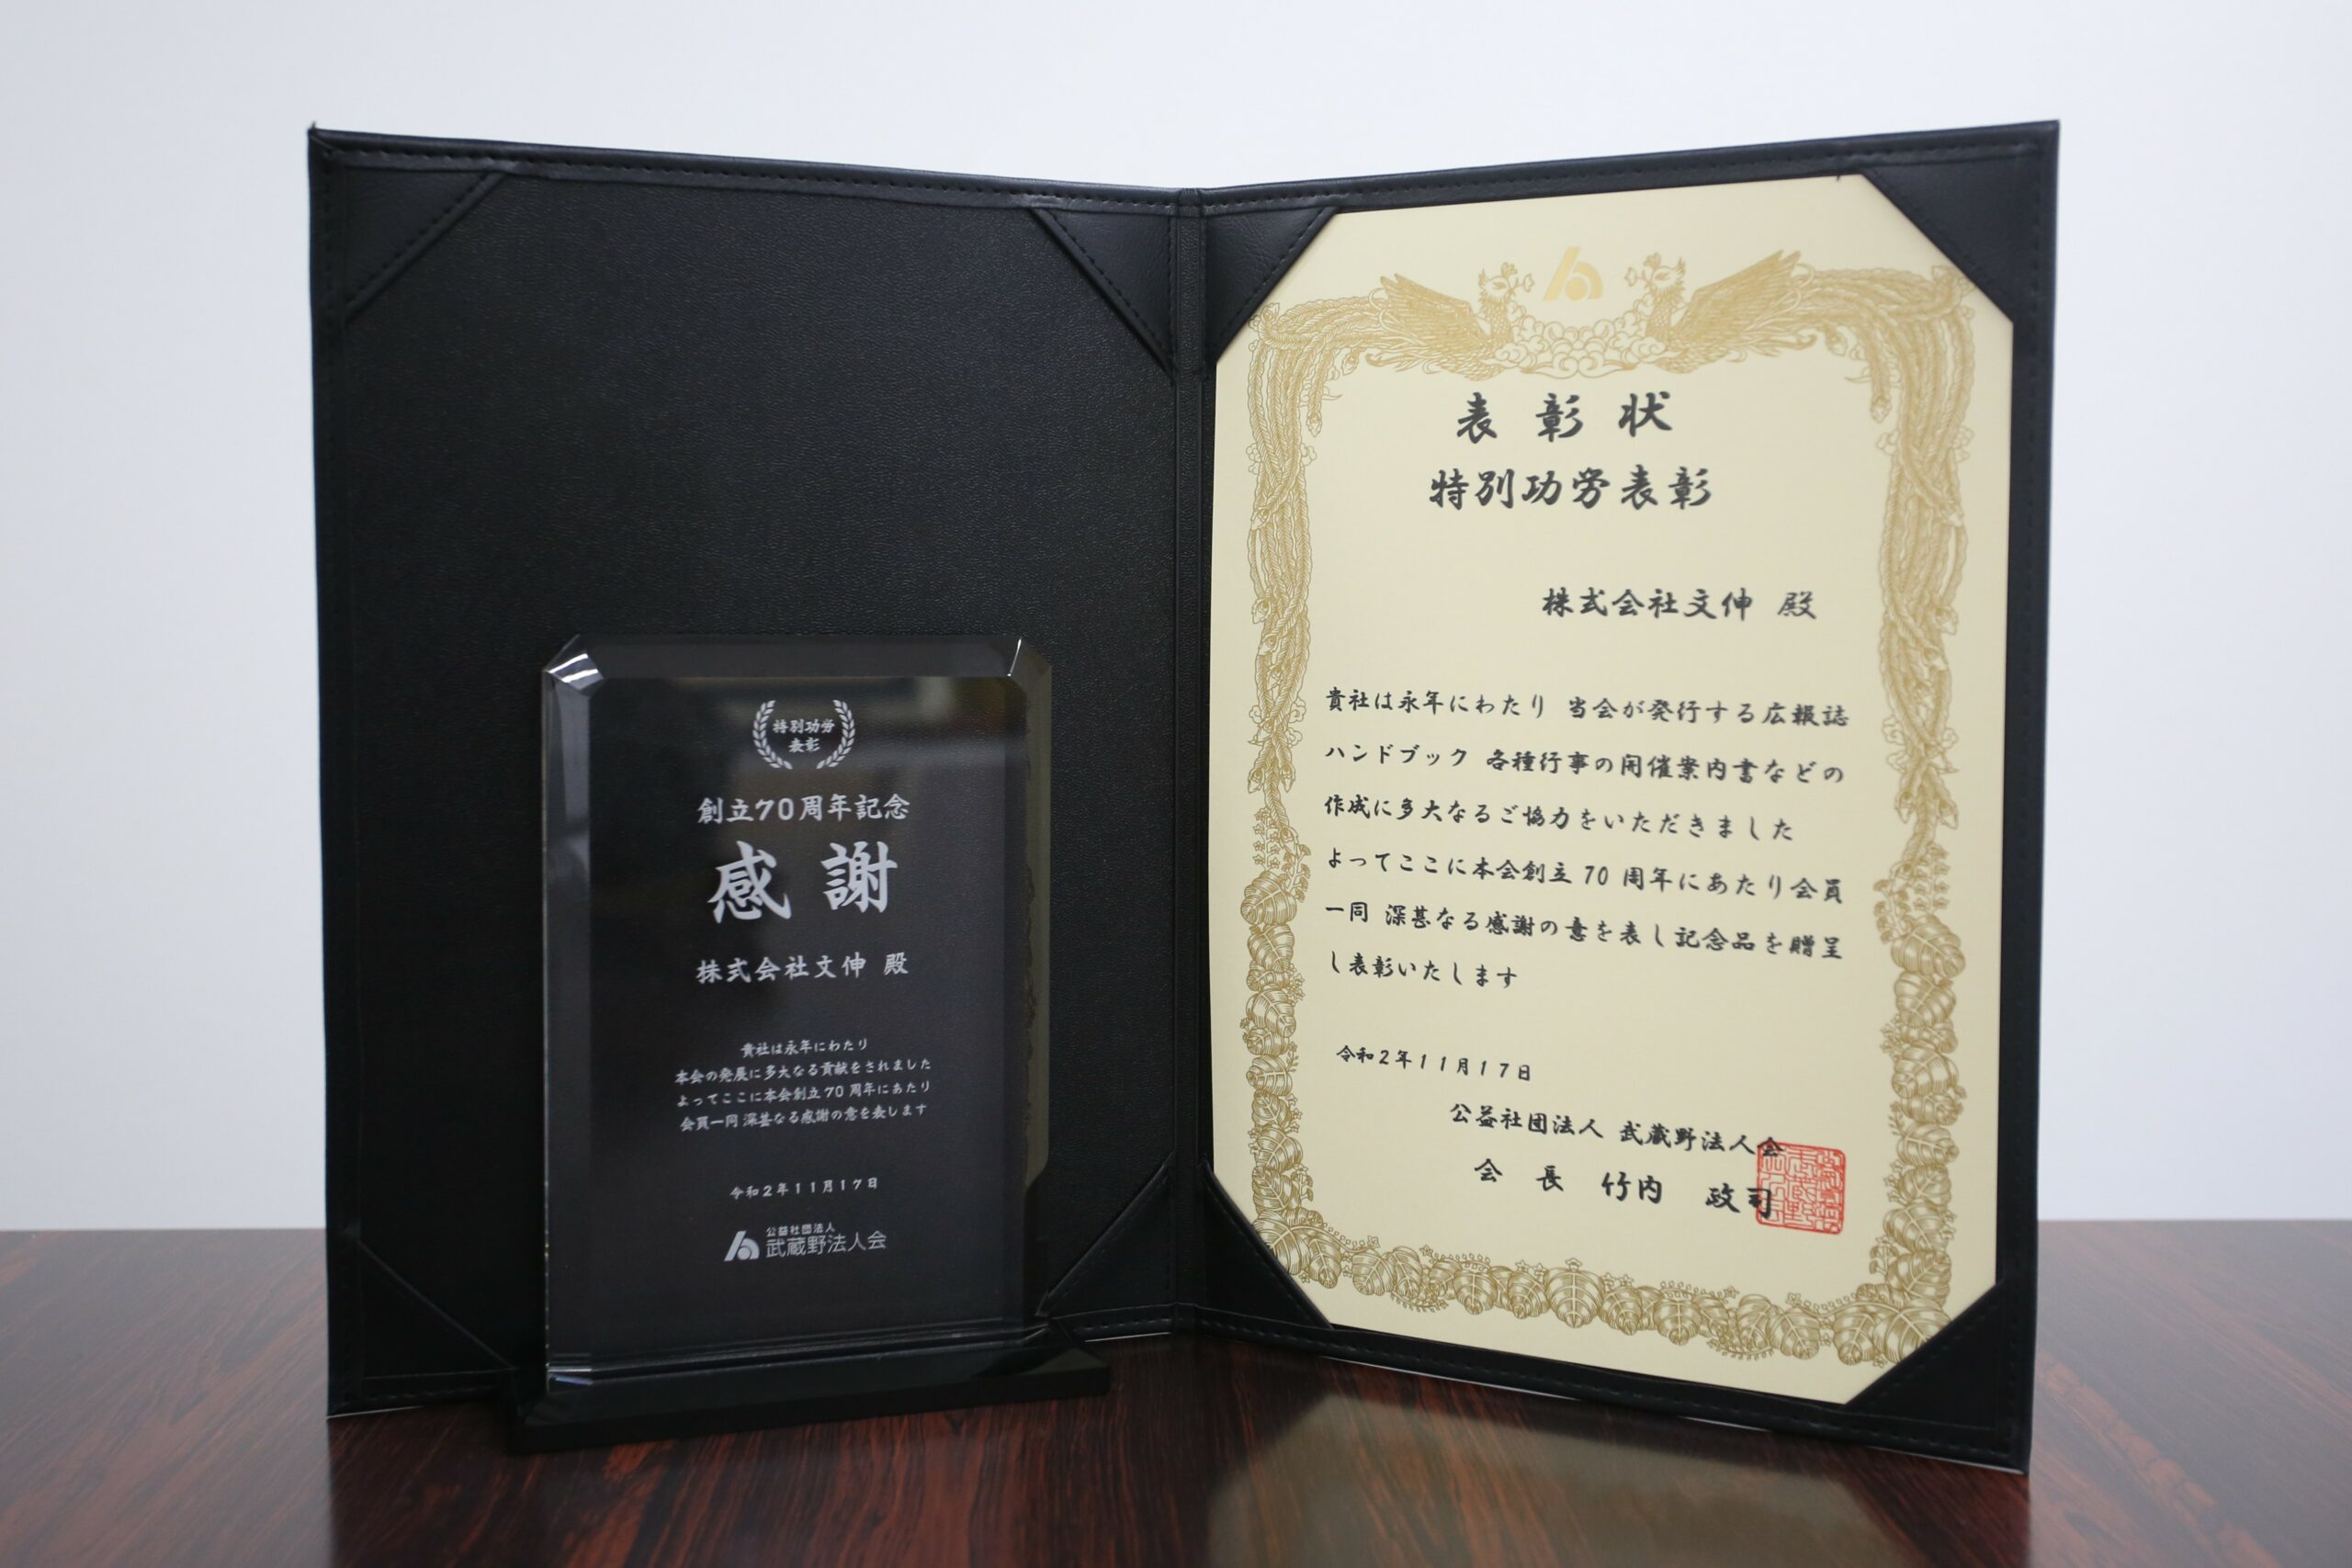 特別功労
表彰
創立70周年記念
感謝
株式会社文伸 殿
貴社は永年にわたり
本会の発展に多大なる貢献をされました
よってここに本会創立70周年にあたり
会員一同 深甚なる感謝の意を表します
令和2年11月17日
公益社団法人
武蔵野法人会
表彰状
特別功労表彰
株式会社文伸 殿
貴社は永年にわたり 当会が発行する広報誌
ハンドブック 各種行事の開催案内書などの
作成に多大なるご協力をいただきました
よってここに本会創立70周年にあたり会員
一同 深甚なる感謝の意を表し記念品を贈呈
し表彰いたします
令和2年11月17日
公益社団法人 武蔵野法人会
会長 竹内 政司